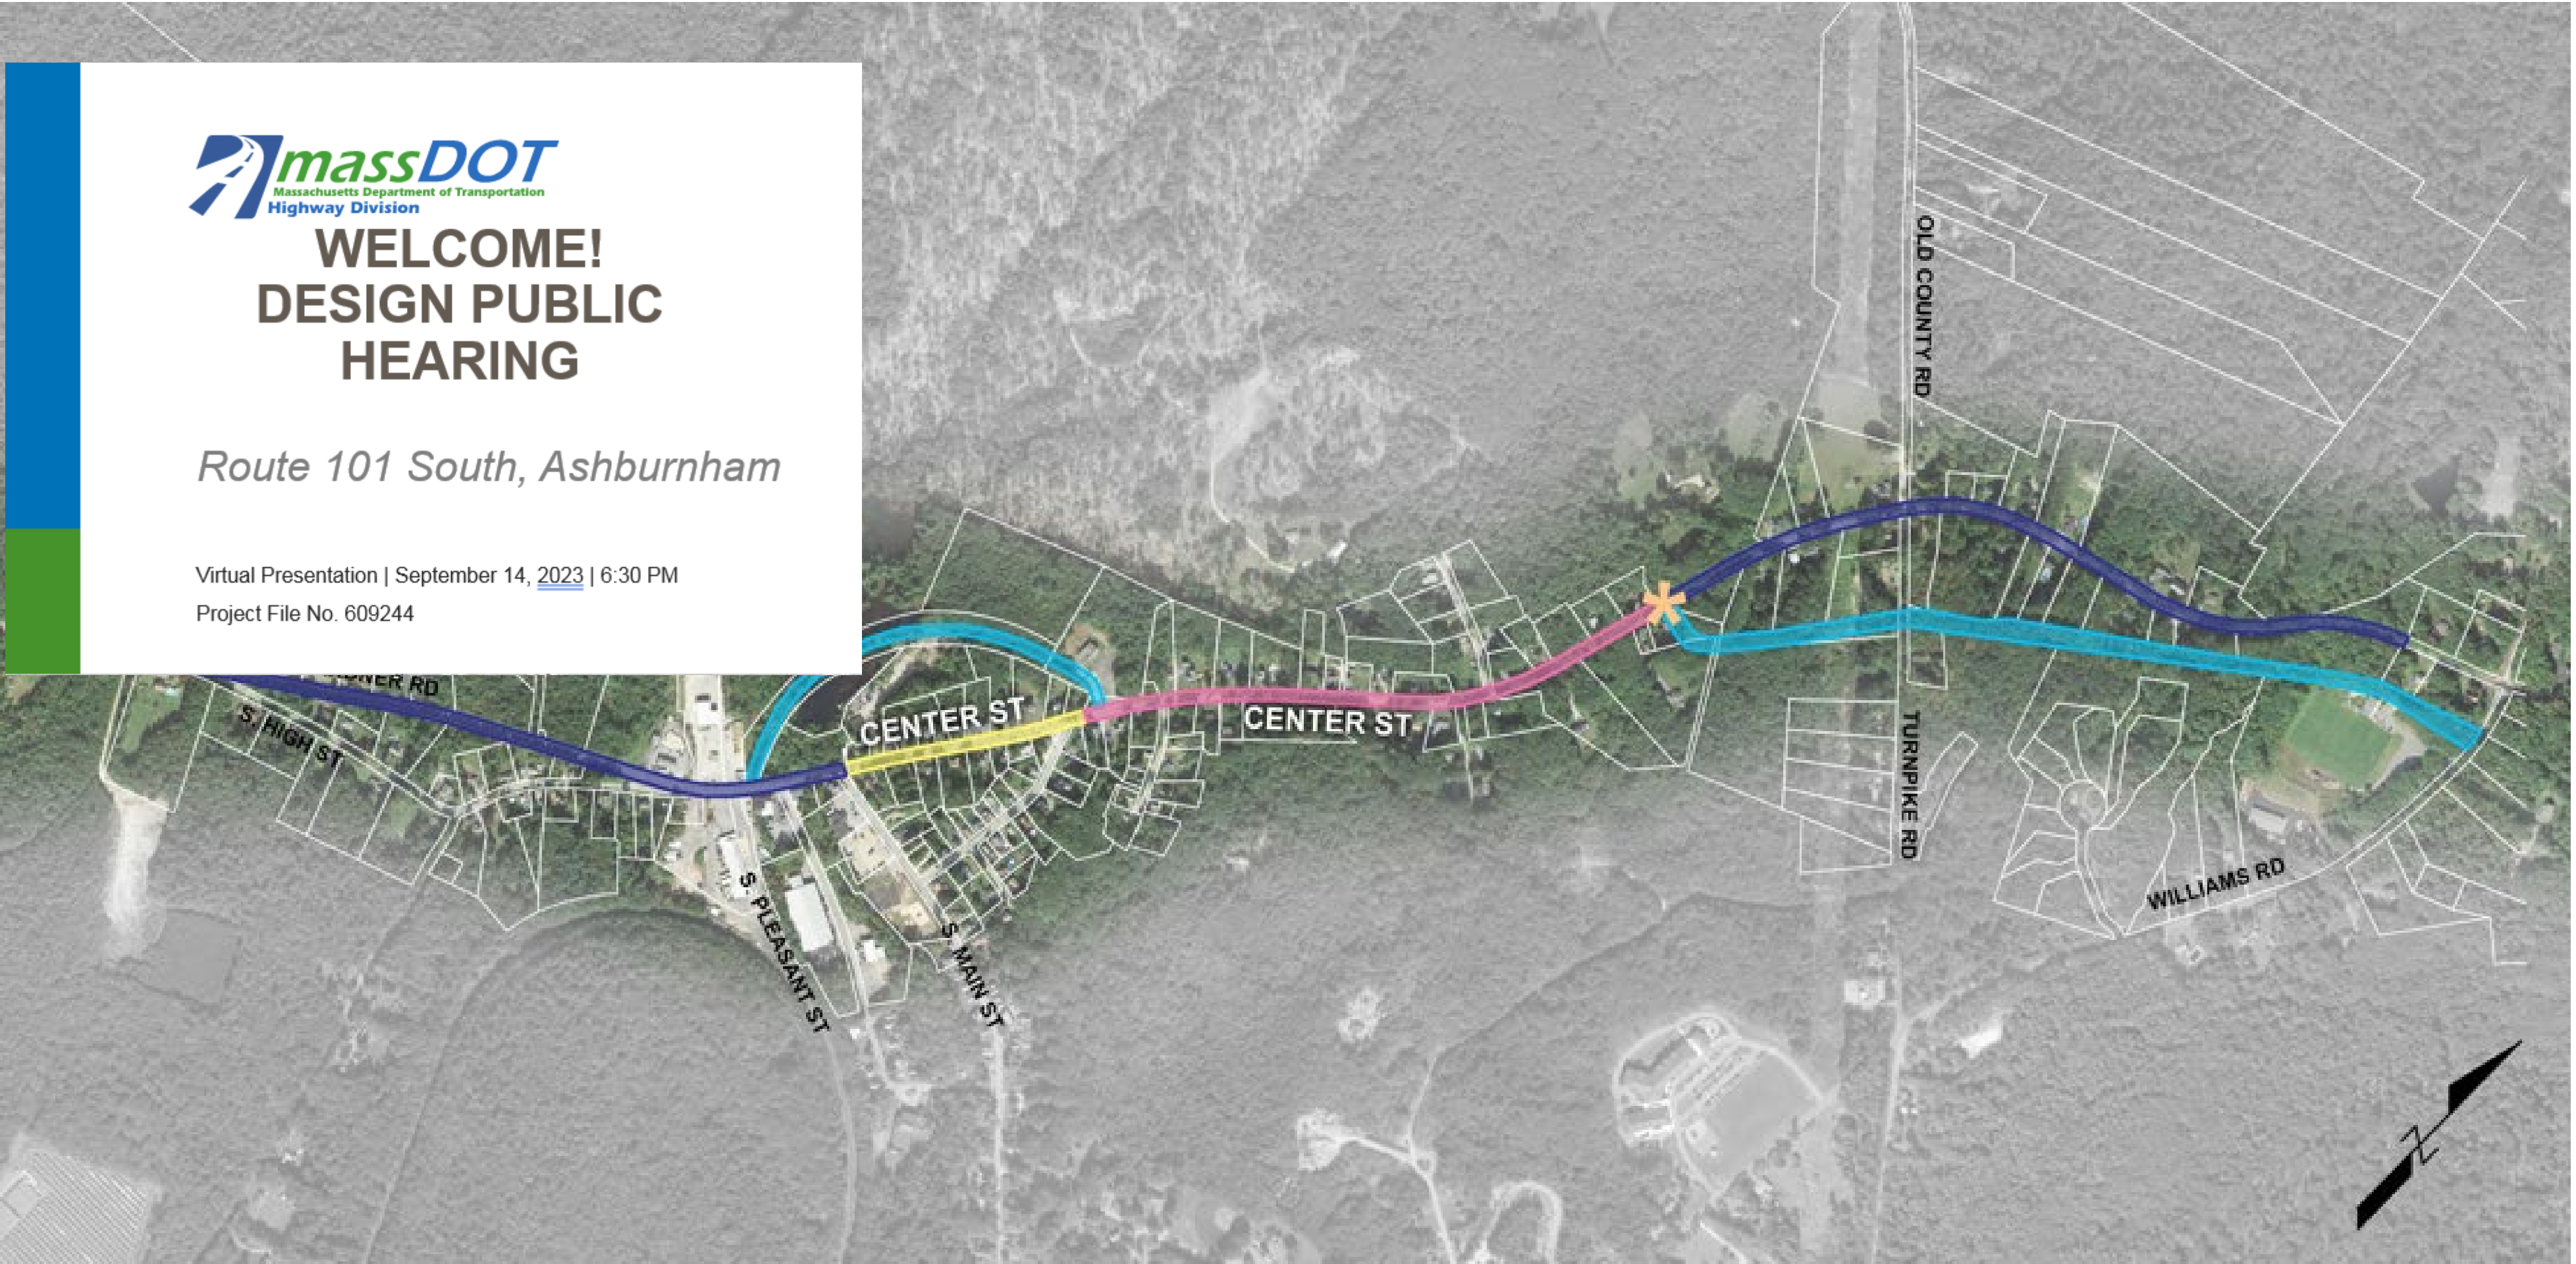 massDOT
Massachusetts Department of Transportation
Highway Division
WELCOME!
DESIGN PUBLIC
HEARING
Route 101 South, Ashburnham
Virtual Presentation | September 14, 2023 | 6:30 PM
Project File No. 609244
OLD COUNTY RD
RD
S. HIGH ST
CENTER ST
CENTER ST
TURNPIKE RD
WILLIAMS RD
S. PLEASANT ST
S. MAIN ST
N